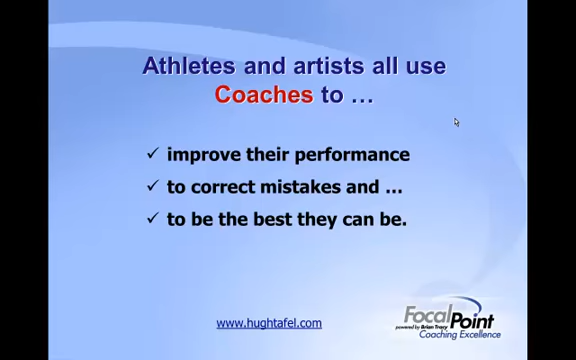 Athletes and artists all use
Coaches to …
✓ improve their performance
✓ to correct mistakes and …
✓ to be the best they can be.
www.hughtafel.com
FocalPoint
powered by Brian Tracy
Coaching Excellence